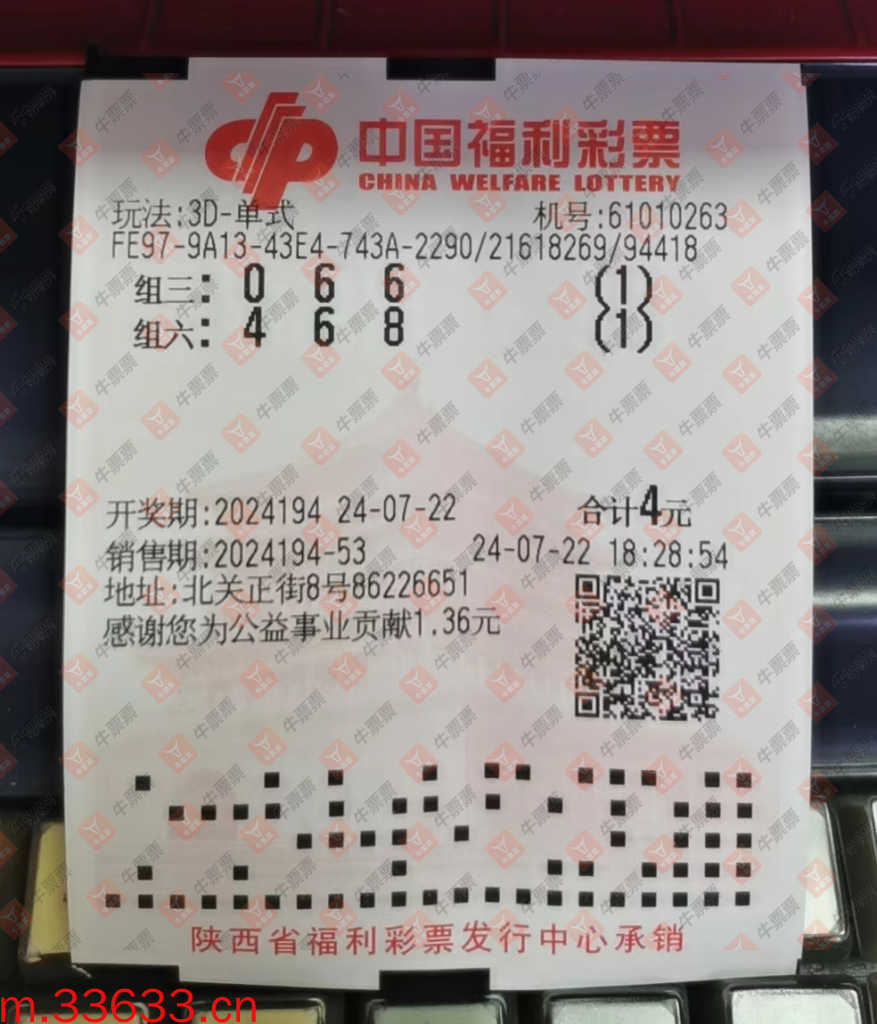 中国福利彩票
CHINA WELFARE LOTTERY
玩法:3D-单式 机号:61010263
FE97-9A13-43E4-743A-2290/21618269/94418
组三: 0 6 6 (1)
组六: 4 6 8 (1)
开奖期:2024194 24-07-22 合计4元
销售期:2024194-53 24-07-22 18:28:54
地址:北关正街8号86226651
感谢您为公益事业贡献1.36元
陕西省福利彩票发行中心承销
m.33633.cn
牛票票